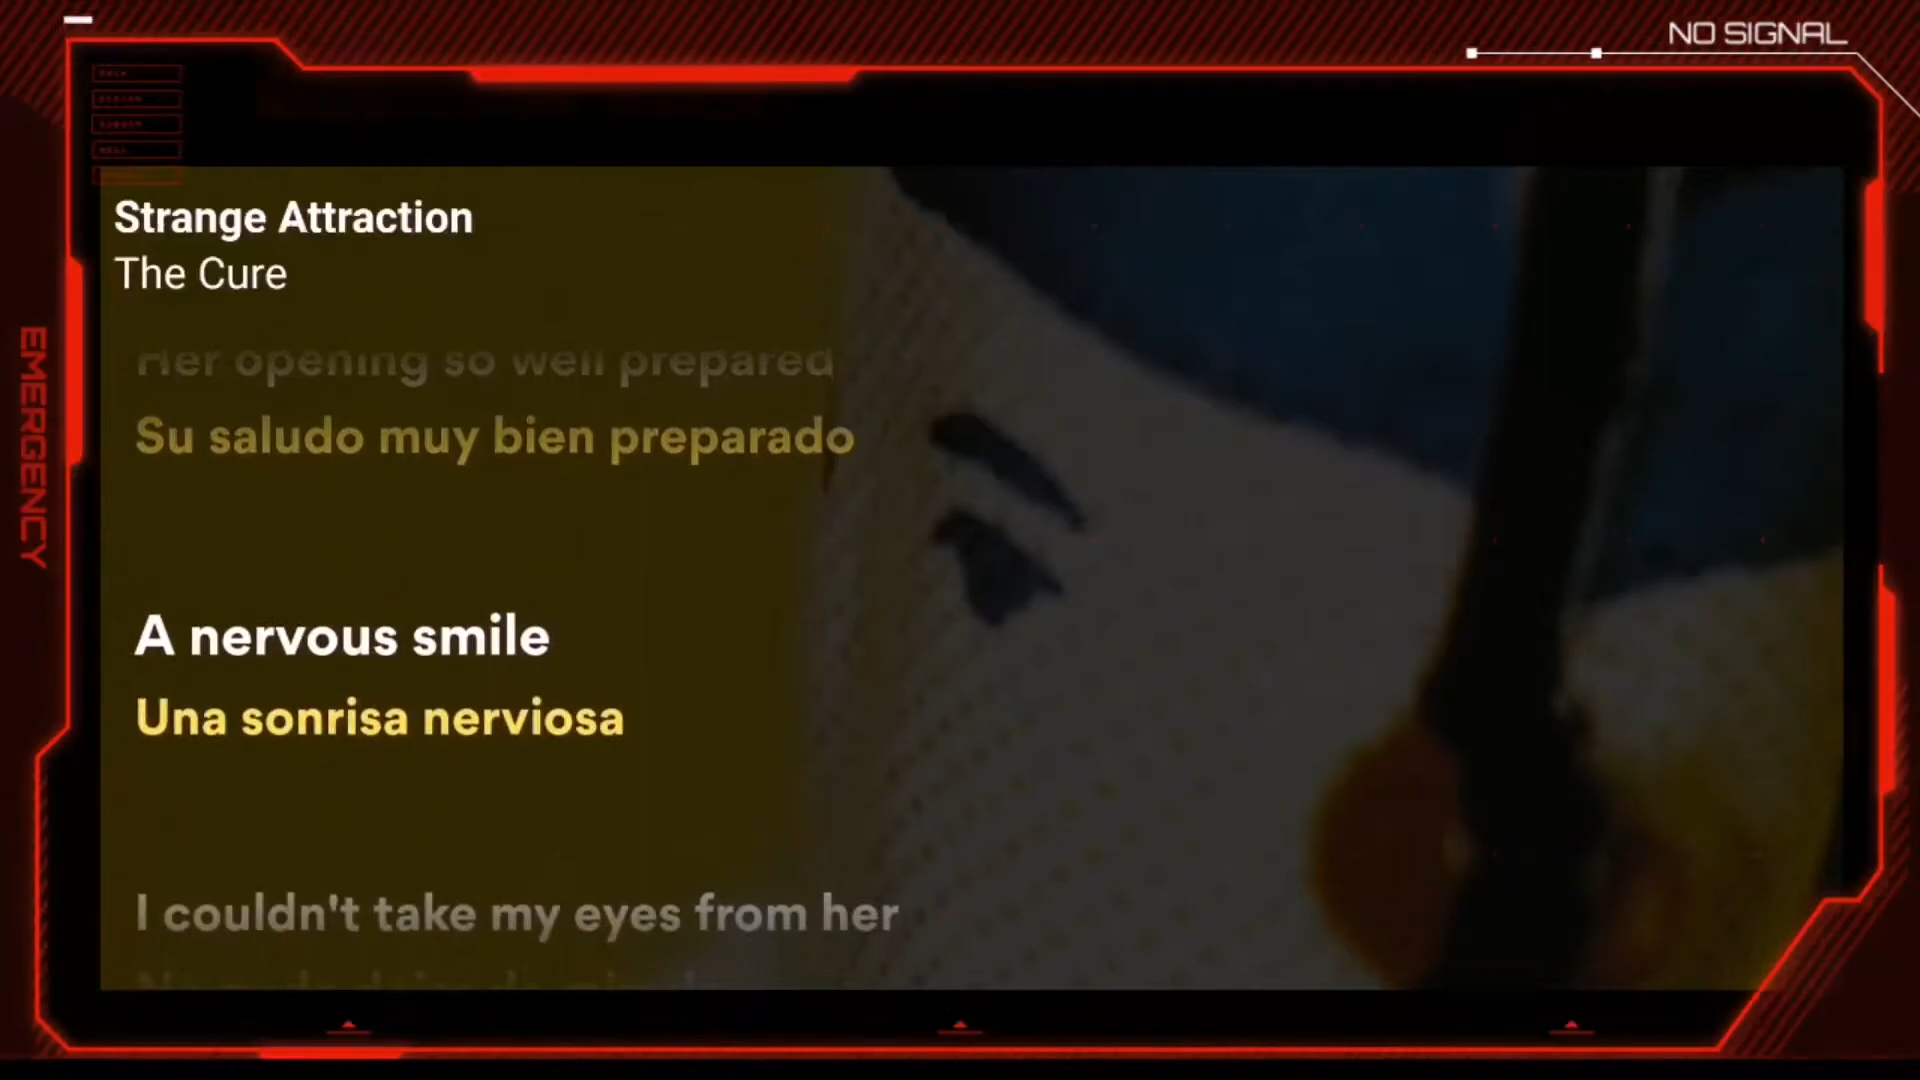 NO SIGNAL
EMERGENCY
Strange Attraction
The Cure
Her opening so well prepared
Su saludo muy bien preparado
A nervous smile
Una sonrisa nerviosa
I couldn't take my eyes from her